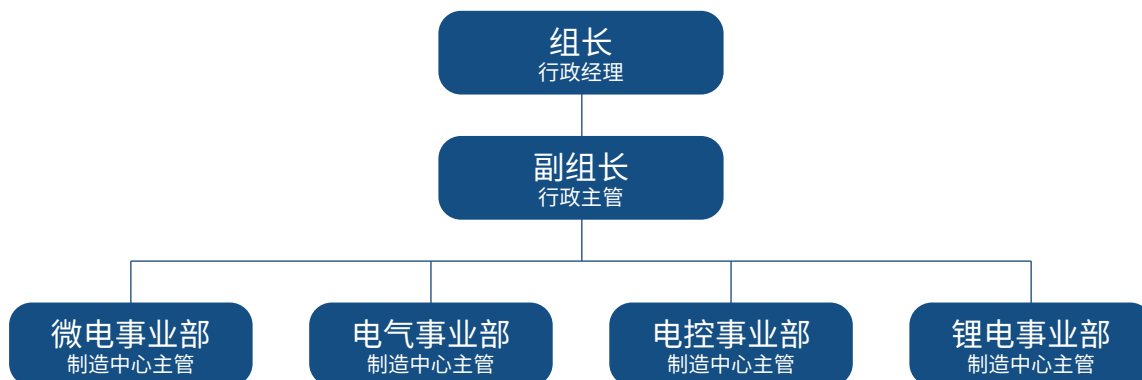 组长
行政经理
副组长
行政主管
微电事业部
制造中心主管
电气事业部
制造中心主管
电控事业部
制造中心主管
锂电事业部
制造中心主管